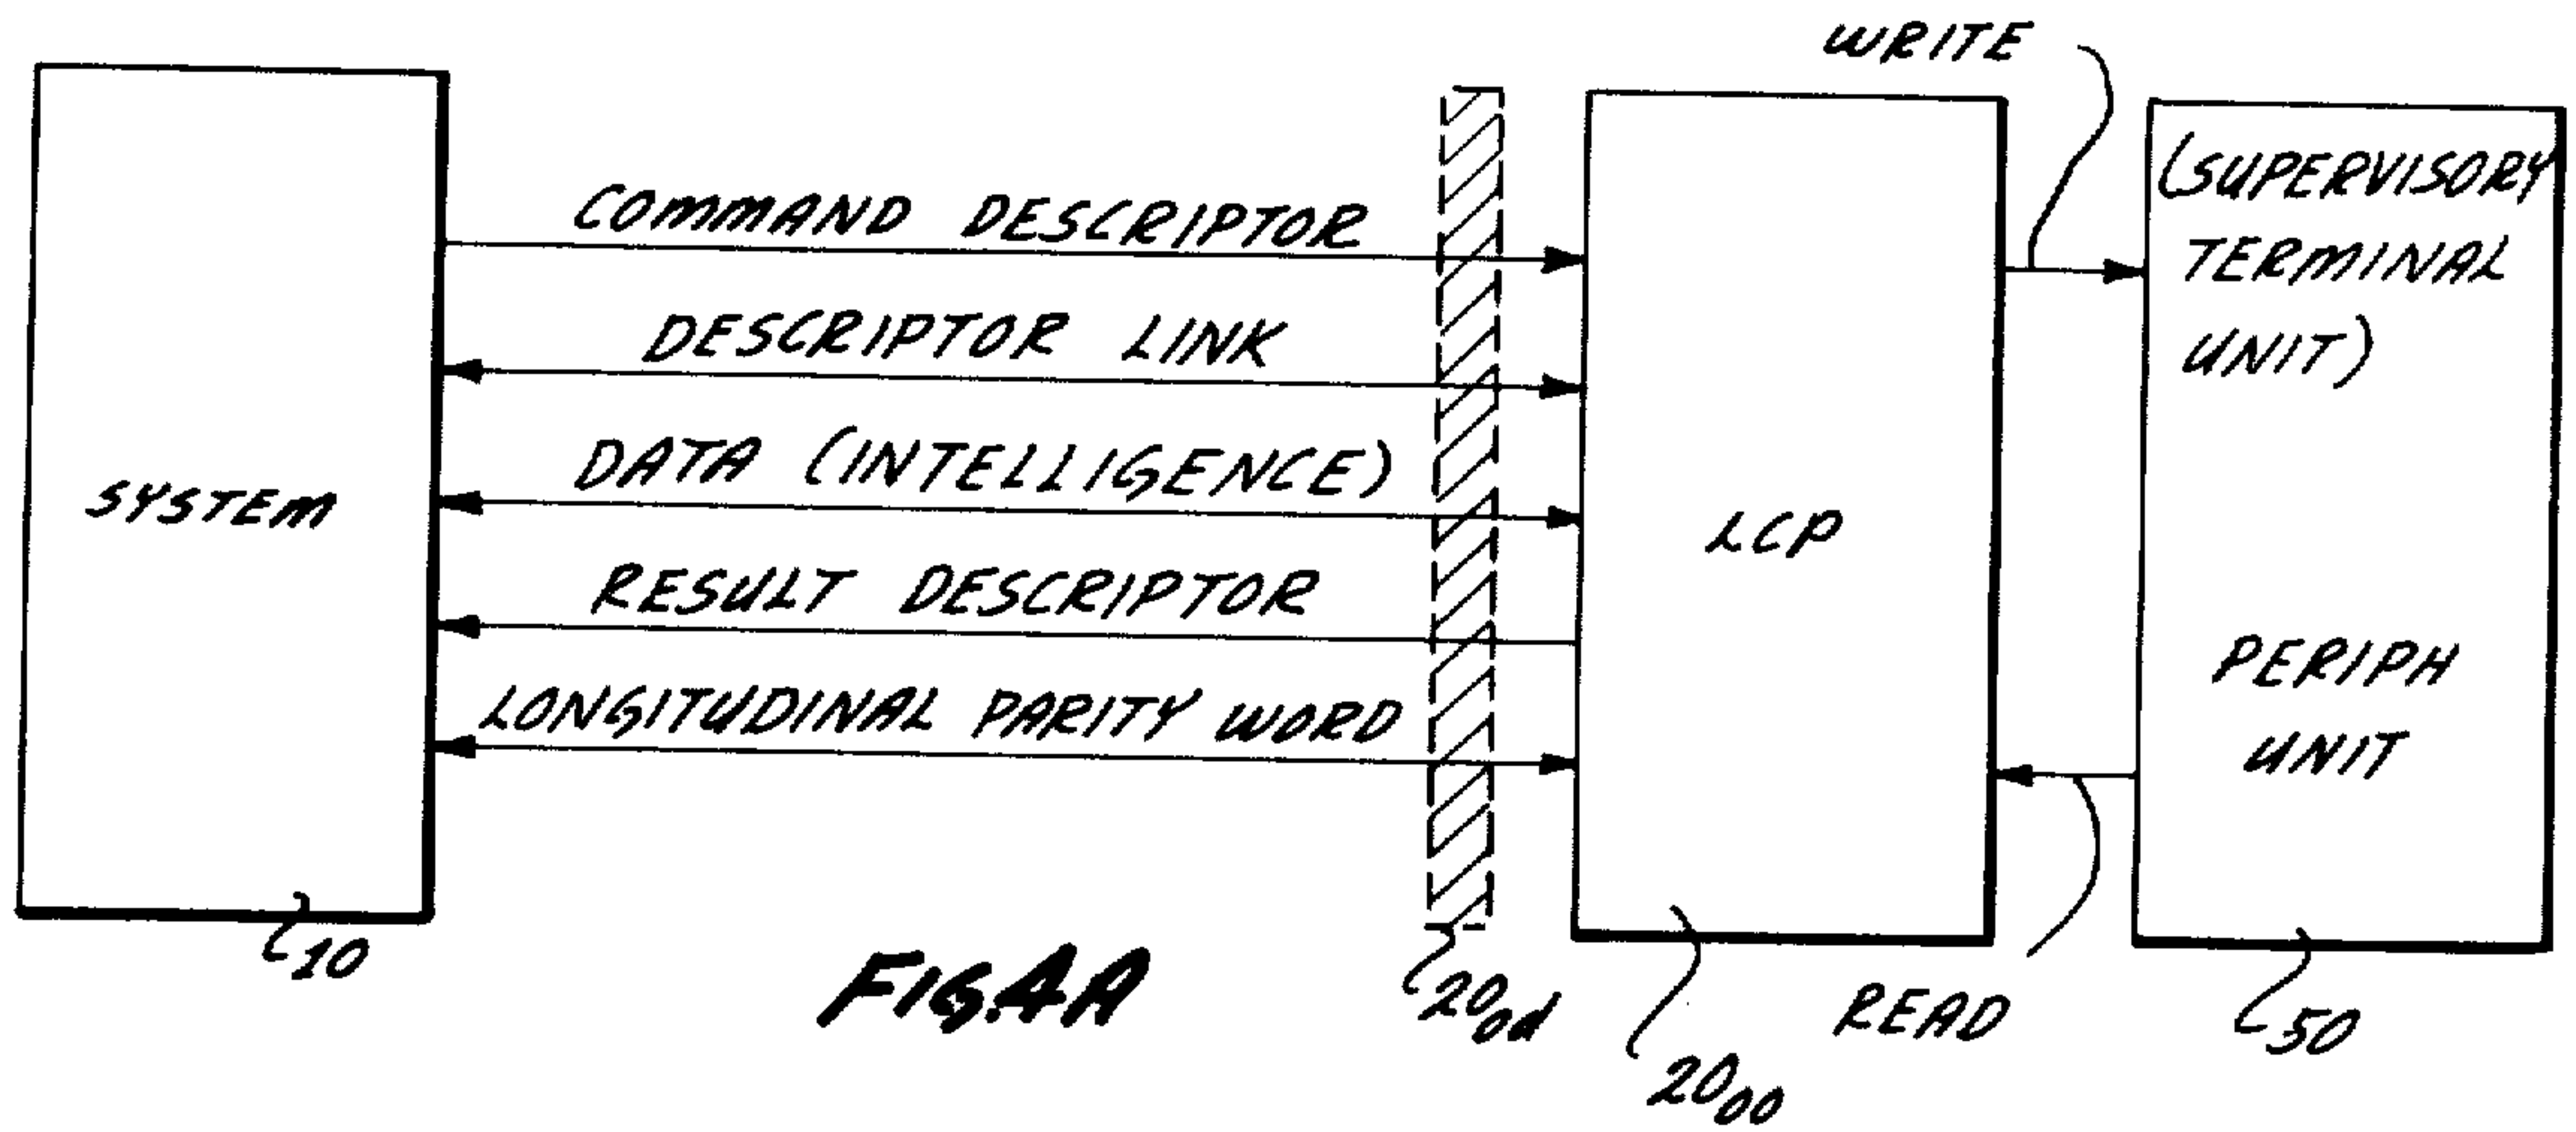 WRITE
(SUPERVISORY
TERMINAL
UNIT)
COMMAND DESCRIPTOR
DESCRIPTOR LINK
DATA (INTELLIGENCE)
SYSTEM
LCP
RESULT DESCRIPTOR
PERIPH
UNIT
LONGITUDINAL PARITY WORD
10
FIG.4A
20od
2000
READ
50